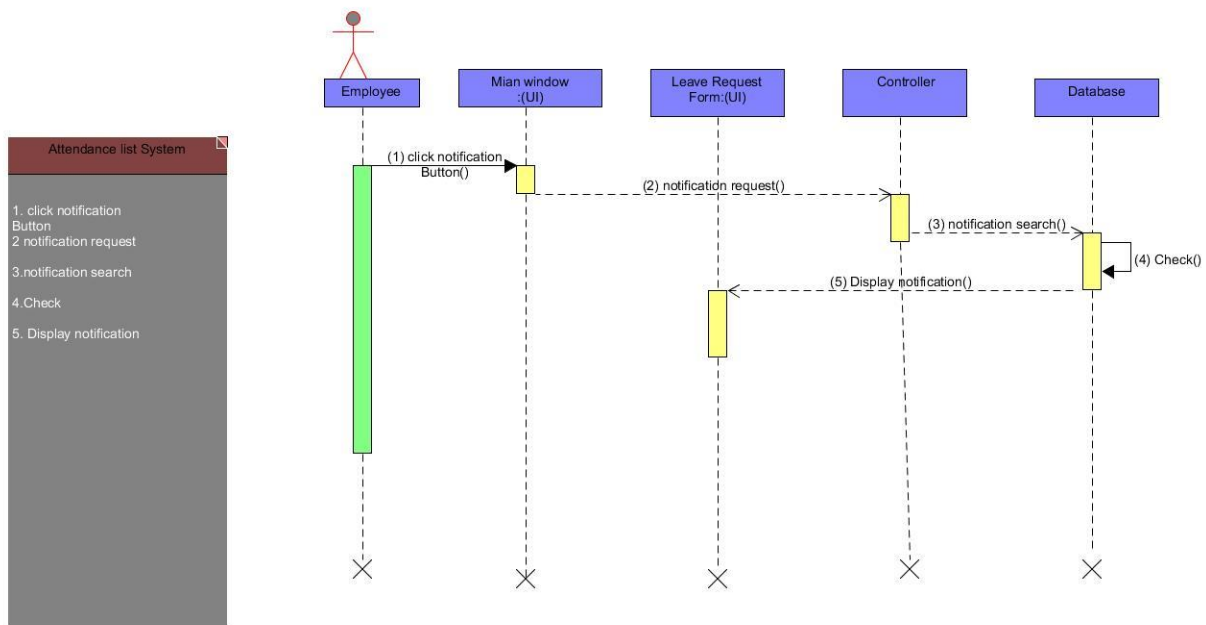 Employee
Mian window
:(UI)
Leave Request
Form:(UI)
Controller
Database
Attendance list System
1. click notification
Button
2 notification request
3.notification search
4.Check
5. Display notification
(1) click notification
Button()
(2) notification request()
(3) notification search()
(4) Check()
(5) Display notification()